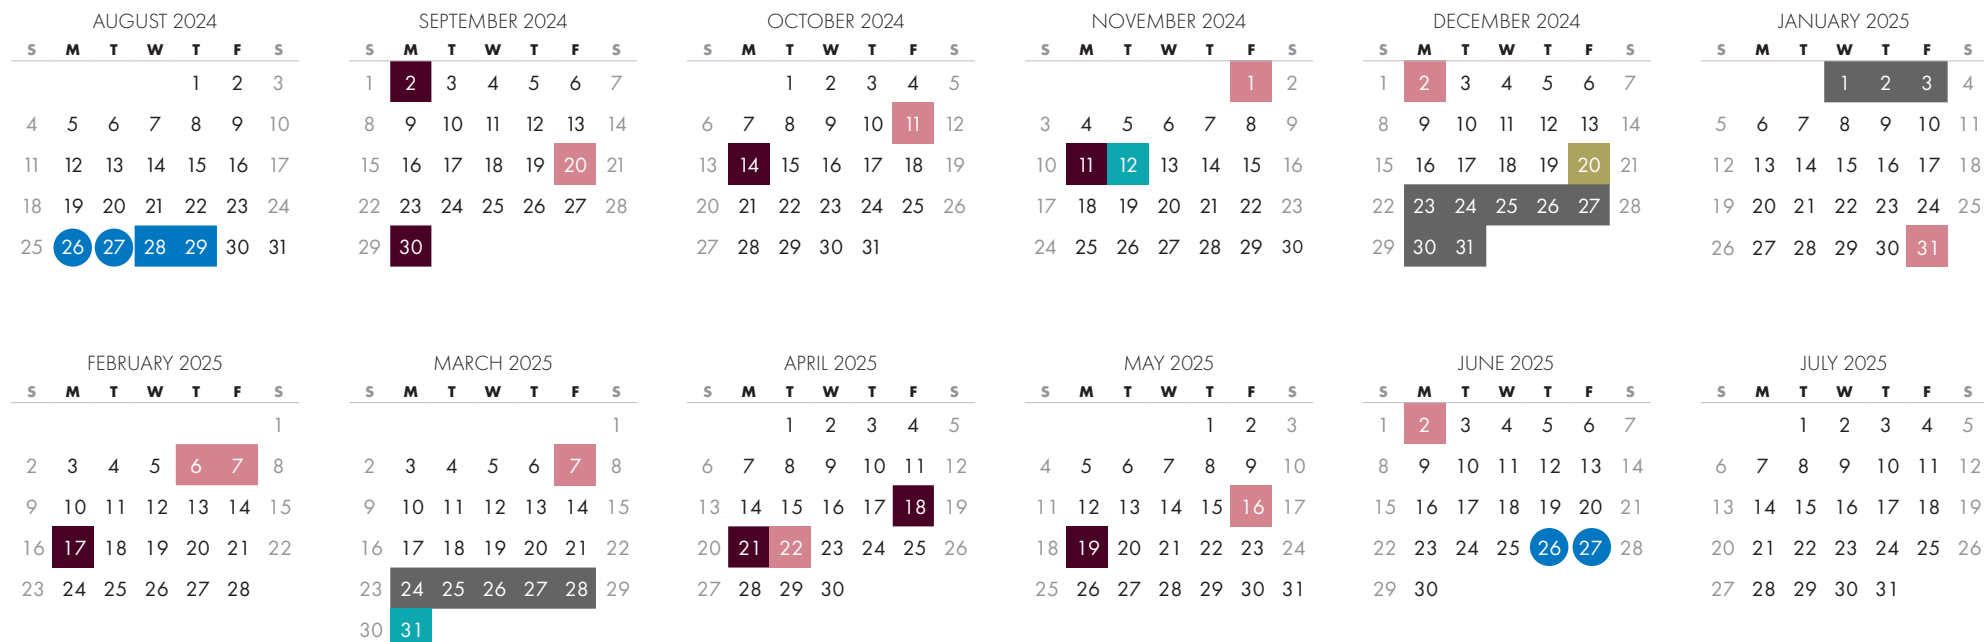 AUGUST 2024 SEPTEMBER 2024 OCTOBER 2024 NOVEMBER 2024 DECEMBER 2024 JANUARY 2025
S M T W T F S S M T W T F S S M T W T F S S M T W T F S S M T W T F S S M T W T F S
1 2 3 1 2 3 4 5 6 7 1 2 3 4 5 1 2 1 2 3 4 5 6 7 1 2 3 4
4 5 6 7 8 9 10 8 9 10 11 12 13 14 6 7 8 9 10 11 12 3 4 5 6 7 8 9 8 9 10 11 12 13 14 5 6 7 8 9 10 11
11 12 13 14 15 16 17 15 16 17 18 19 20 21 13 14 15 16 17 18 19 10 11 12 13 14 15 16 15 16 17 18 19 20 21 12 13 14 15 16 17 18
18 19 20 21 22 23 24 22 23 24 25 26 27 28 20 21 22 23 24 25 26 17 18 19 20 21 22 23 22 23 24 25 26 27 28 19 20 21 22 23 24 25
25 26 27 28 29 30 31 29 30 27 28 29 30 31 24 25 26 27 28 29 30 29 30 31 26 27 28 29 30 31
FEBRUARY 2025 MARCH 2025 APRIL 2025 MAY 2025 JUNE 2025 JULY 2025
S M T W T F S S M T W T F S S M T W T F S S M T W T F S S M T W T F S S M T W T F S
1 1 1 2 3 4 5 1 2 3 1 2 3 4 5 6 7 1 2 3 4 5
2 3 4 5 6 7 8 2 3 4 5 6 7 8 6 7 8 9 10 11 12 4 5 6 7 8 9 10 8 9 10 11 12 13 14 6 7 8 9 10 11 12
9 10 11 12 13 14 15 9 10 11 12 13 14 15 13 14 15 16 17 18 19 11 12 13 14 15 16 17 15 16 17 18 19 20 21 13 14 15 16 17 18 19
16 17 18 19 20 21 22 16 17 18 19 20 21 22 20 21 22 23 24 25 26 18 19 20 21 22 23 24 22 23 24 25 26 27 28 20 21 22 23 24 25 26
23 24 25 26 27 28 23 24 25 26 27 28 29 27 28 29 30 25 26 27 28 29 30 31 29 30 27 28 29 30 31
30 31